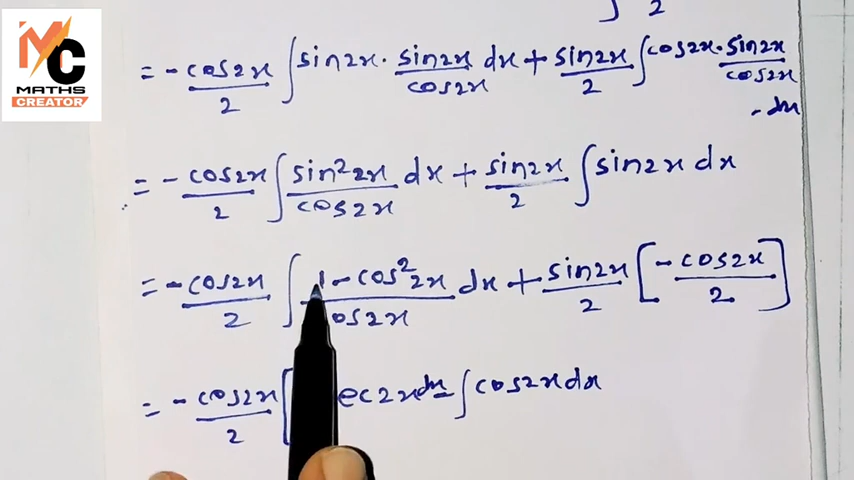 MC
MATHS
CREATOR
∫ 2
= -cos2x/2 ∫ sin2x · sin2x/cos2x dx + sin2x/2 ∫ cos2x · sin2x/cos2x · dx
= -cos2x/2 ∫ sin²2x/cos2x dx + sin2x/2 ∫ sin2x dx
= -cos2x/2 ∫ 1-cos²2x/cos2x dx + sin2x/2 [-cos2x/2]
= -cos2x/2 [ ec2x dx - ∫ cos2x dx